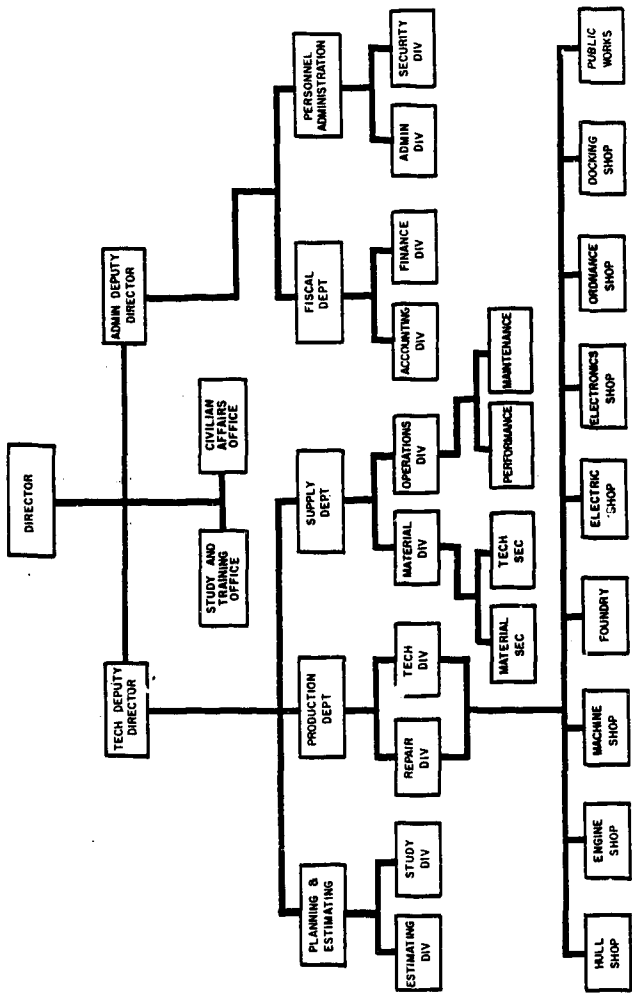 DIRECTOR
TECH DEPUTY
DIRECTOR
ADMIN DEPUTY
DIRECTOR
STUDY AND
TRAINING
OFFICE
CIVILIAN
AFFAIRS
OFFICE
PLANNING &
ESTIMATING
PRODUCTION
DEPT
SUPPLY
DEPT
FISCAL
DEPT
PERSONNEL
ADMINISTRATION
ESTIMATING
DIV
STUDY
DIV
REPAIR
DIV
TECH
DIV
MATERIAL
DIV
OPERATIONS
DIV
ACCOUNTING
DIV
FINANCE
DIV
ADMIN
DIV
SECURITY
DIV
MATERIAL
SEC
TECH
SEC
PERFORMANCE
MAINTENANCE
HULL
SHOP
ENGINE
SHOP
MACHINE
SHOP
FOUNDRY
ELECTRIC
SHOP
ELECTRONICS
SHOP
ORDNANCE
SHOP
DOCKING
SHOP
PUBLIC
WORKS